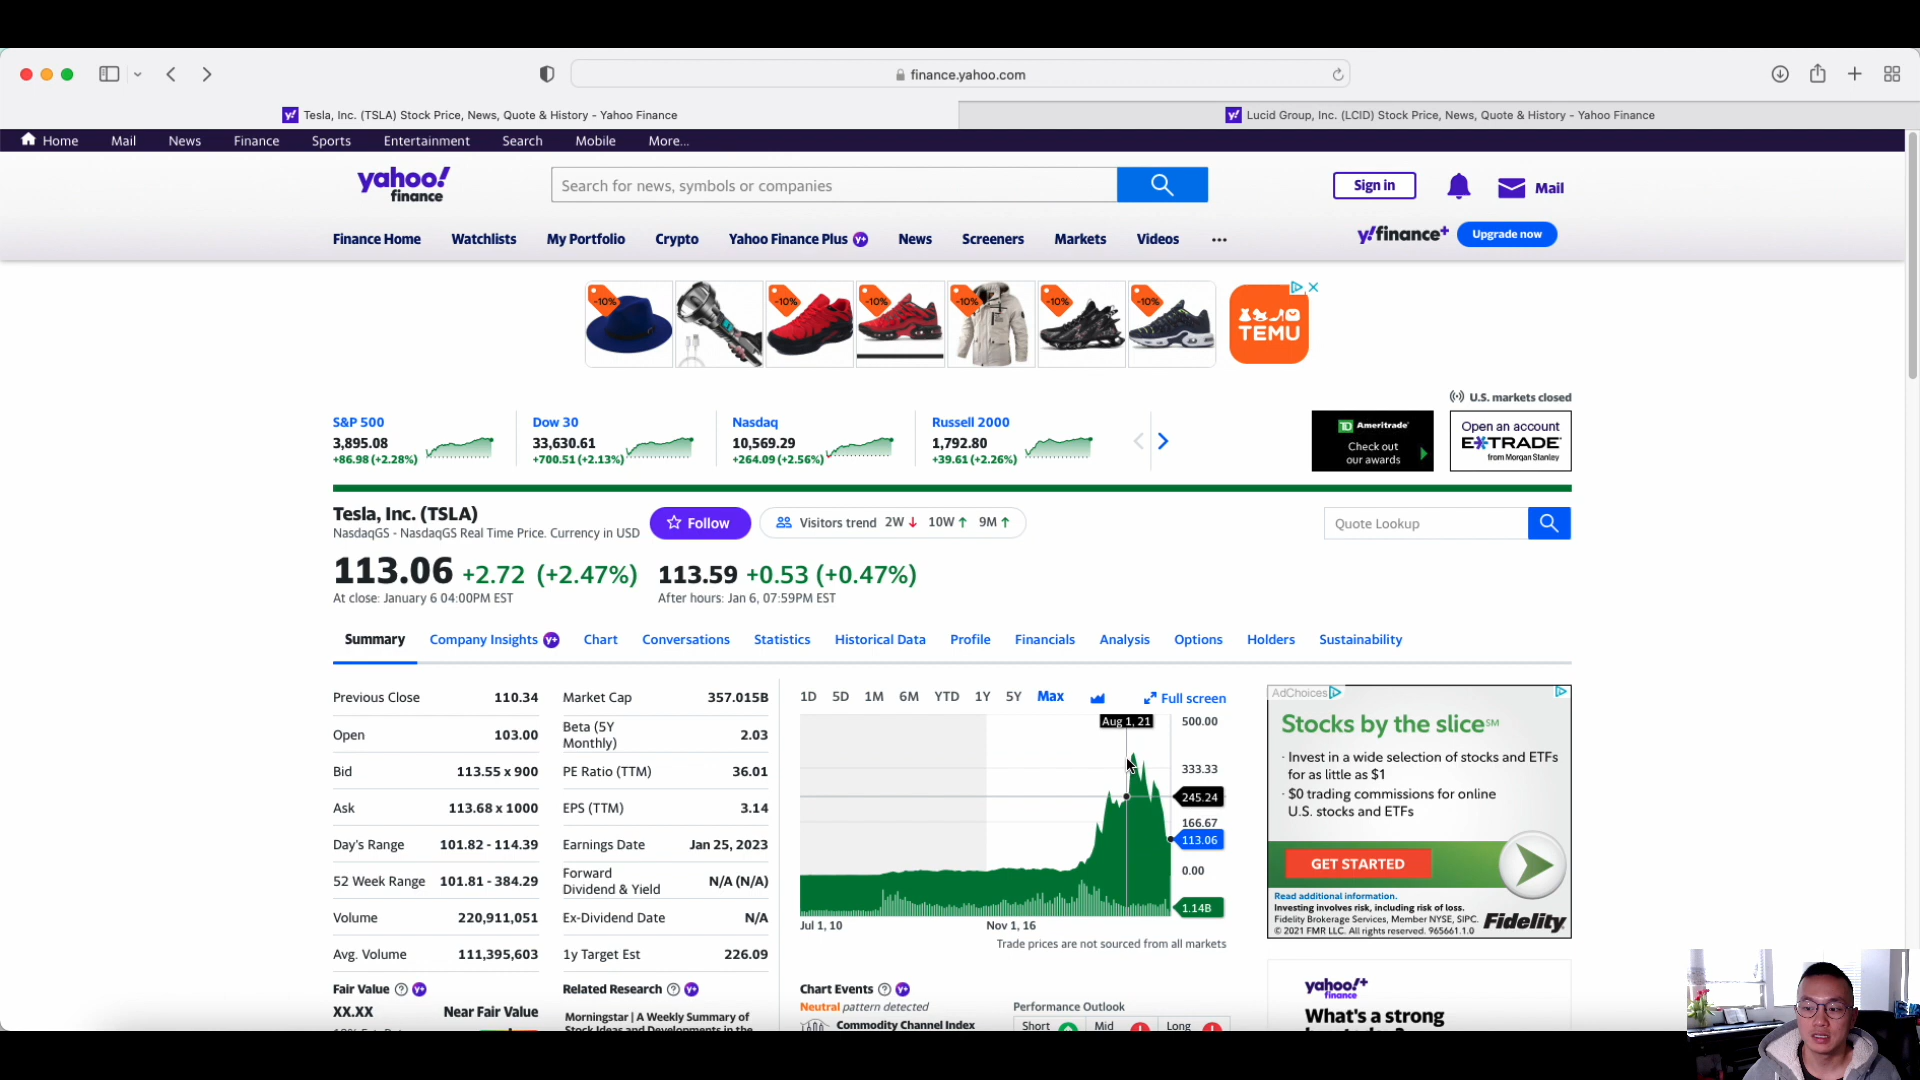 finance.yahoo.com
Tesla, Inc. (TSLA) Stock Price, News, Quote & History - Yahoo Finance
Lucid Group, Inc. (LCID) Stock Price, News, Quote & History - Yahoo Finance
Home Mail News Finance Sports Entertainment Search Mobile More...
yahoo!
finance
Search for news, symbols or companies
Sign in
Mail
Finance Home Watchlists My Portfolio Crypto Yahoo Finance Plus News Screeners Markets Videos ...
y!finance+ Upgrade now
-10% -10% -10% -10% -10% -10%
TEMU
U.S. markets closed
S&P 500
3,895.08
+86.98 (+2.28%)
Dow 30
33,630.61
+700.51 (+2.13%)
Nasdaq
10,569.29
+264.09 (+2.56%)
Russell 2000
1,792.80
+39.61 (+2.26%)
TD Ameritrade
Check out
our awards
Open an account
E*TRADE
from Morgan Stanley
Tesla, Inc. (TSLA)
NasdaqGS - NasdaqGS Real Time Price. Currency in USD
Follow
Visitors trend 2W 10W 9M
Quote Lookup
113.06 +2.72 (+2.47%)
At close: January 6 04:00PM EST
113.59 +0.53 (+0.47%)
After hours: Jan 6, 07:59PM EST
Summary Company Insights Y+ Chart Conversations Statistics Historical Data Profile Financials Analysis Options Holders Sustainability
Previous Close 110.34
Open 103.00
Bid 113.55 x 900
Ask 113.68 x 1000
Day's Range 101.82 - 114.39
52 Week Range 101.81 - 384.29
Volume 220,911,051
Avg. Volume 111,395,603
Market Cap 357.015B
Beta (5Y
Monthly) 2.03
PE Ratio (TTM) 36.01
EPS (TTM) 3.14
Earnings Date Jan 25, 2023
Forward
Dividend & Yield N/A (N/A)
Ex-Dividend Date N/A
1y Target Est 226.09
Fair Value
XX.XX Near Fair Value
Related Research
Morningstar | A Weekly Summary of
Stock Ideas and Developments in the
1D 5D 1M 6M YTD 1Y 5Y Max
Full screen
Aug 1, 21
500.00
333.33
245.24
166.67
113.06
0.00
1.14B
Jul 1, 10 Nov 1, 16
Trade prices are not sourced from all markets
Chart Events
Neutral pattern detected
Commodity Channel Index
Performance Outlook
Short Mid Long
AdChoices
Stocks by the slice℠
· Invest in a wide selection of stocks and ETFs
for as little as $1
· $0 trading commissions for online
U.S. stocks and ETFs
GET STARTED
Read additional information.
Investing involves risk, including risk of loss.
Fidelity Brokerage Services, Member NYSE, SIPC.
© 2021 FMR LLC. All rights reserved. 965661.1.0
Fidelity
yahoo!+
finance
What's a strong